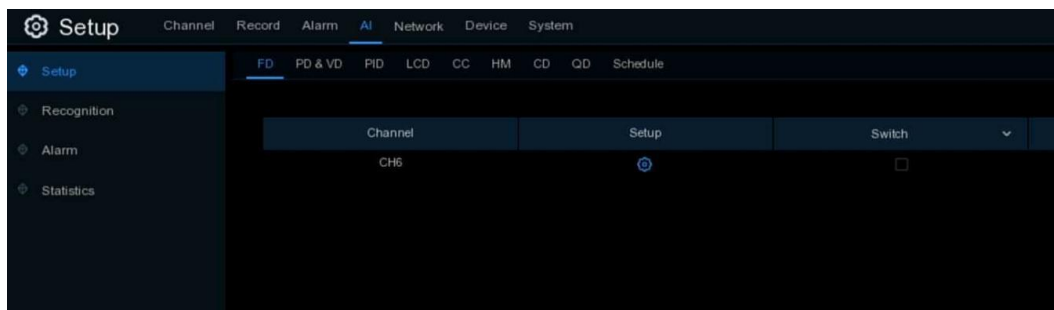 Setup Channel Record Alarm AI Network Device System
Setup FD PD & VD PID LCD CC HM CD QD Schedule
Recognition
Channel Setup Switch
Alarm
CH6
Statistics